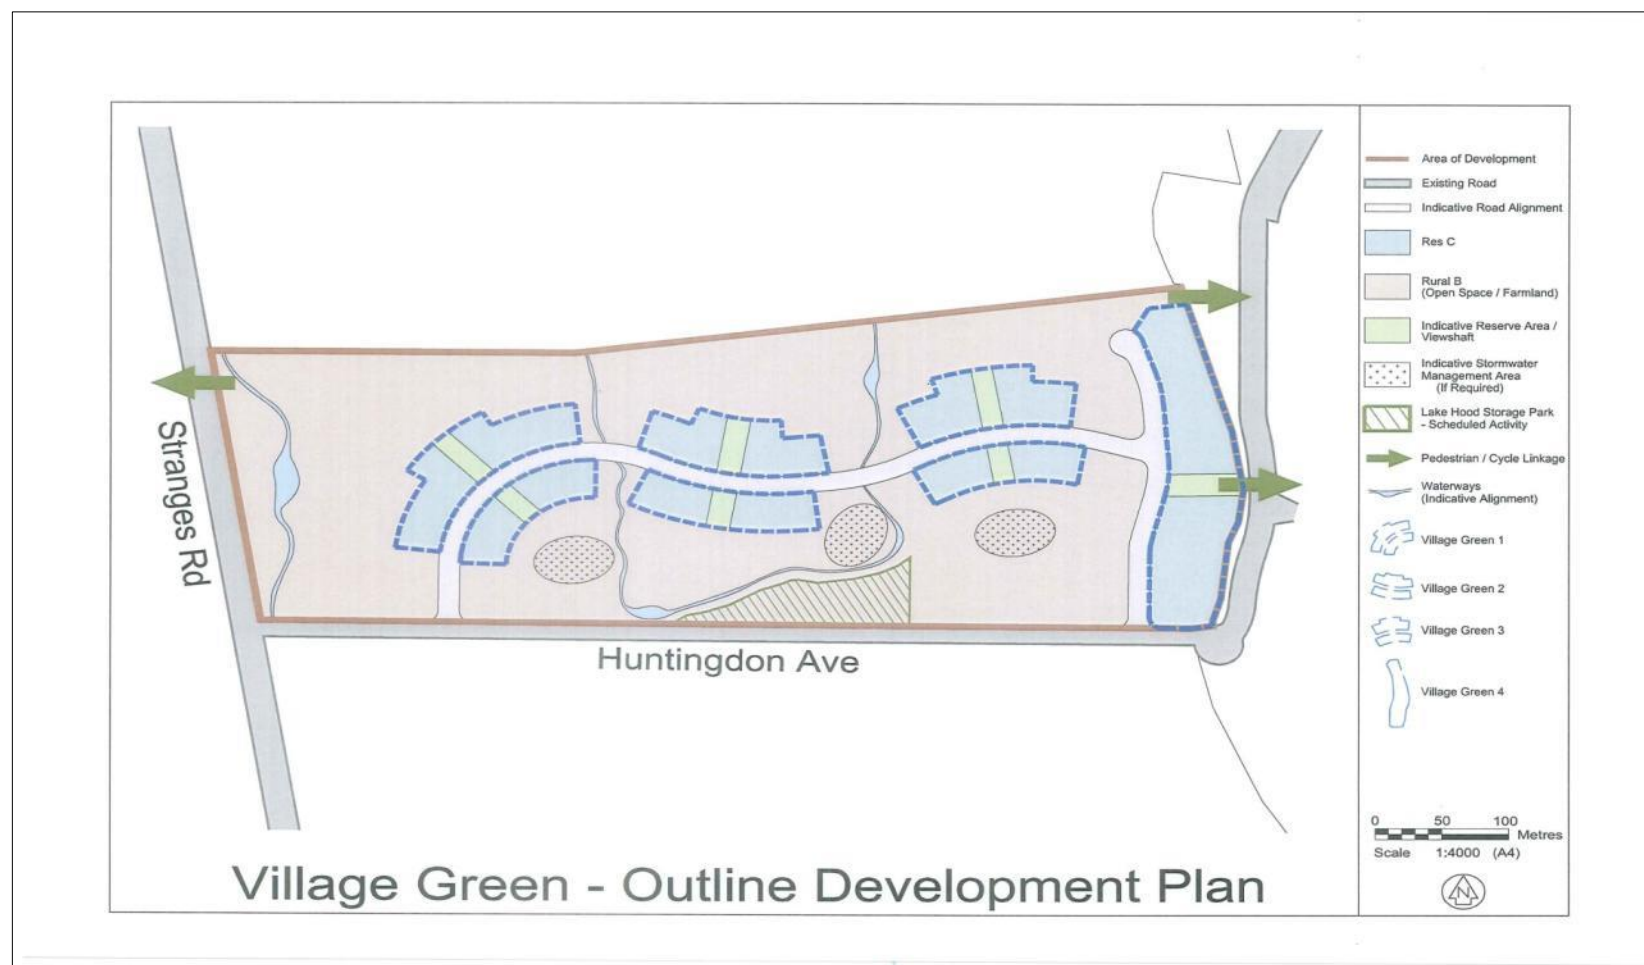 Stranges Rd
Huntingdon Ave
Village Green - Outline Development Plan
Area of Development
Existing Road
Indicative Road Alignment
Res C
Rural B
(Open Space / Farmland)
Indicative Reserve Area /
Viewshaft
Indicative Stormwater
Management Area
(If Required)
Lake Hood Storage Park
- Scheduled Activity
Pedestrian / Cycle Linkage
Waterways
(Indicative Alignment)
Village Green 1
Village Green 2
Village Green 3
Village Green 4
0 50 100
Metres
Scale 1:4000 (A4)
N